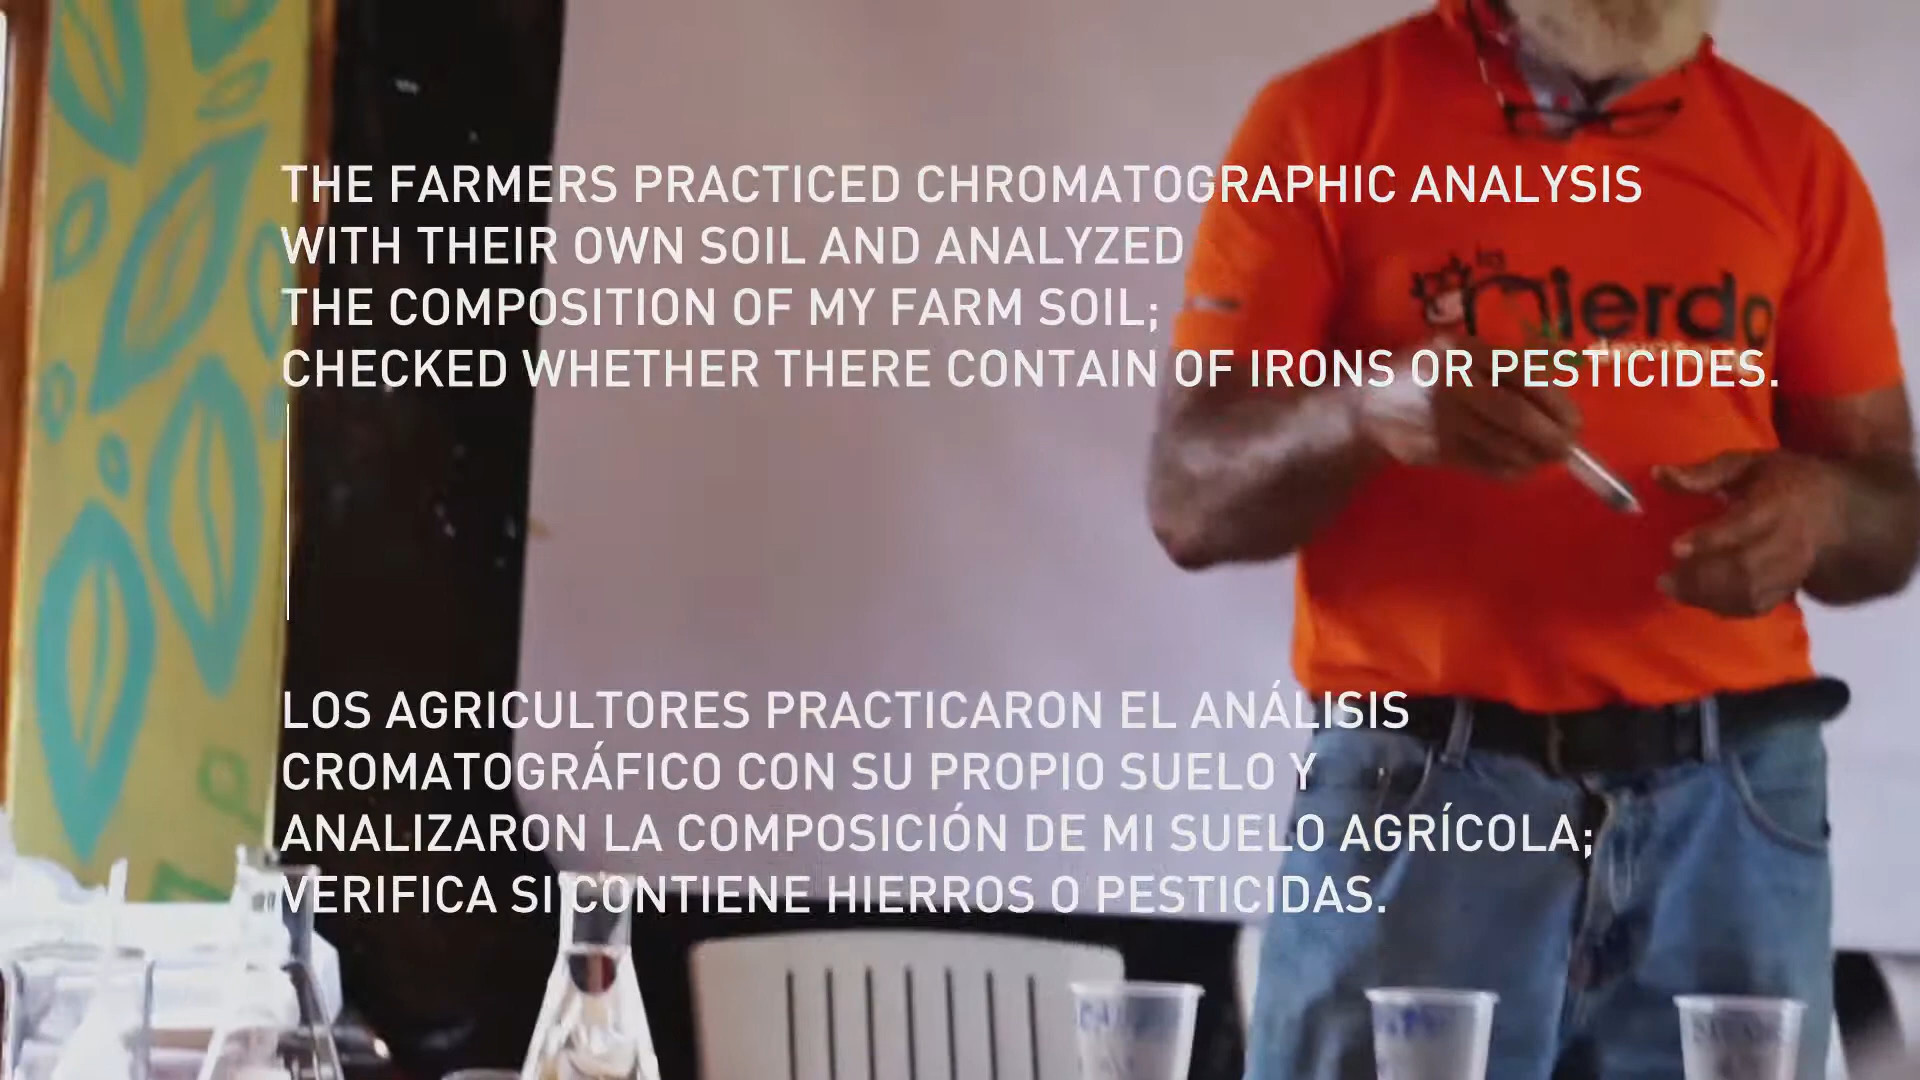 THE FARMERS PRACTICED CHROMATOGRAPHIC ANALYSIS
WITH THEIR OWN SOIL AND ANALYZED
THE COMPOSITION OF MY FARM SOIL;
CHECKED WHETHER THERE CONTAIN OF IRONS OR PESTICIDES.
la
mierda
LOS AGRICULTORES PRACTICARON EL ANÁLISIS
CROMATOGRÁFICO CON SU PROPIO SUELO Y
ANALIZARON LA COMPOSICIÓN DE MI SUELO AGRÍCOLA;
VERIFICA SI CONTIENE HIERROS O PESTICIDAS.